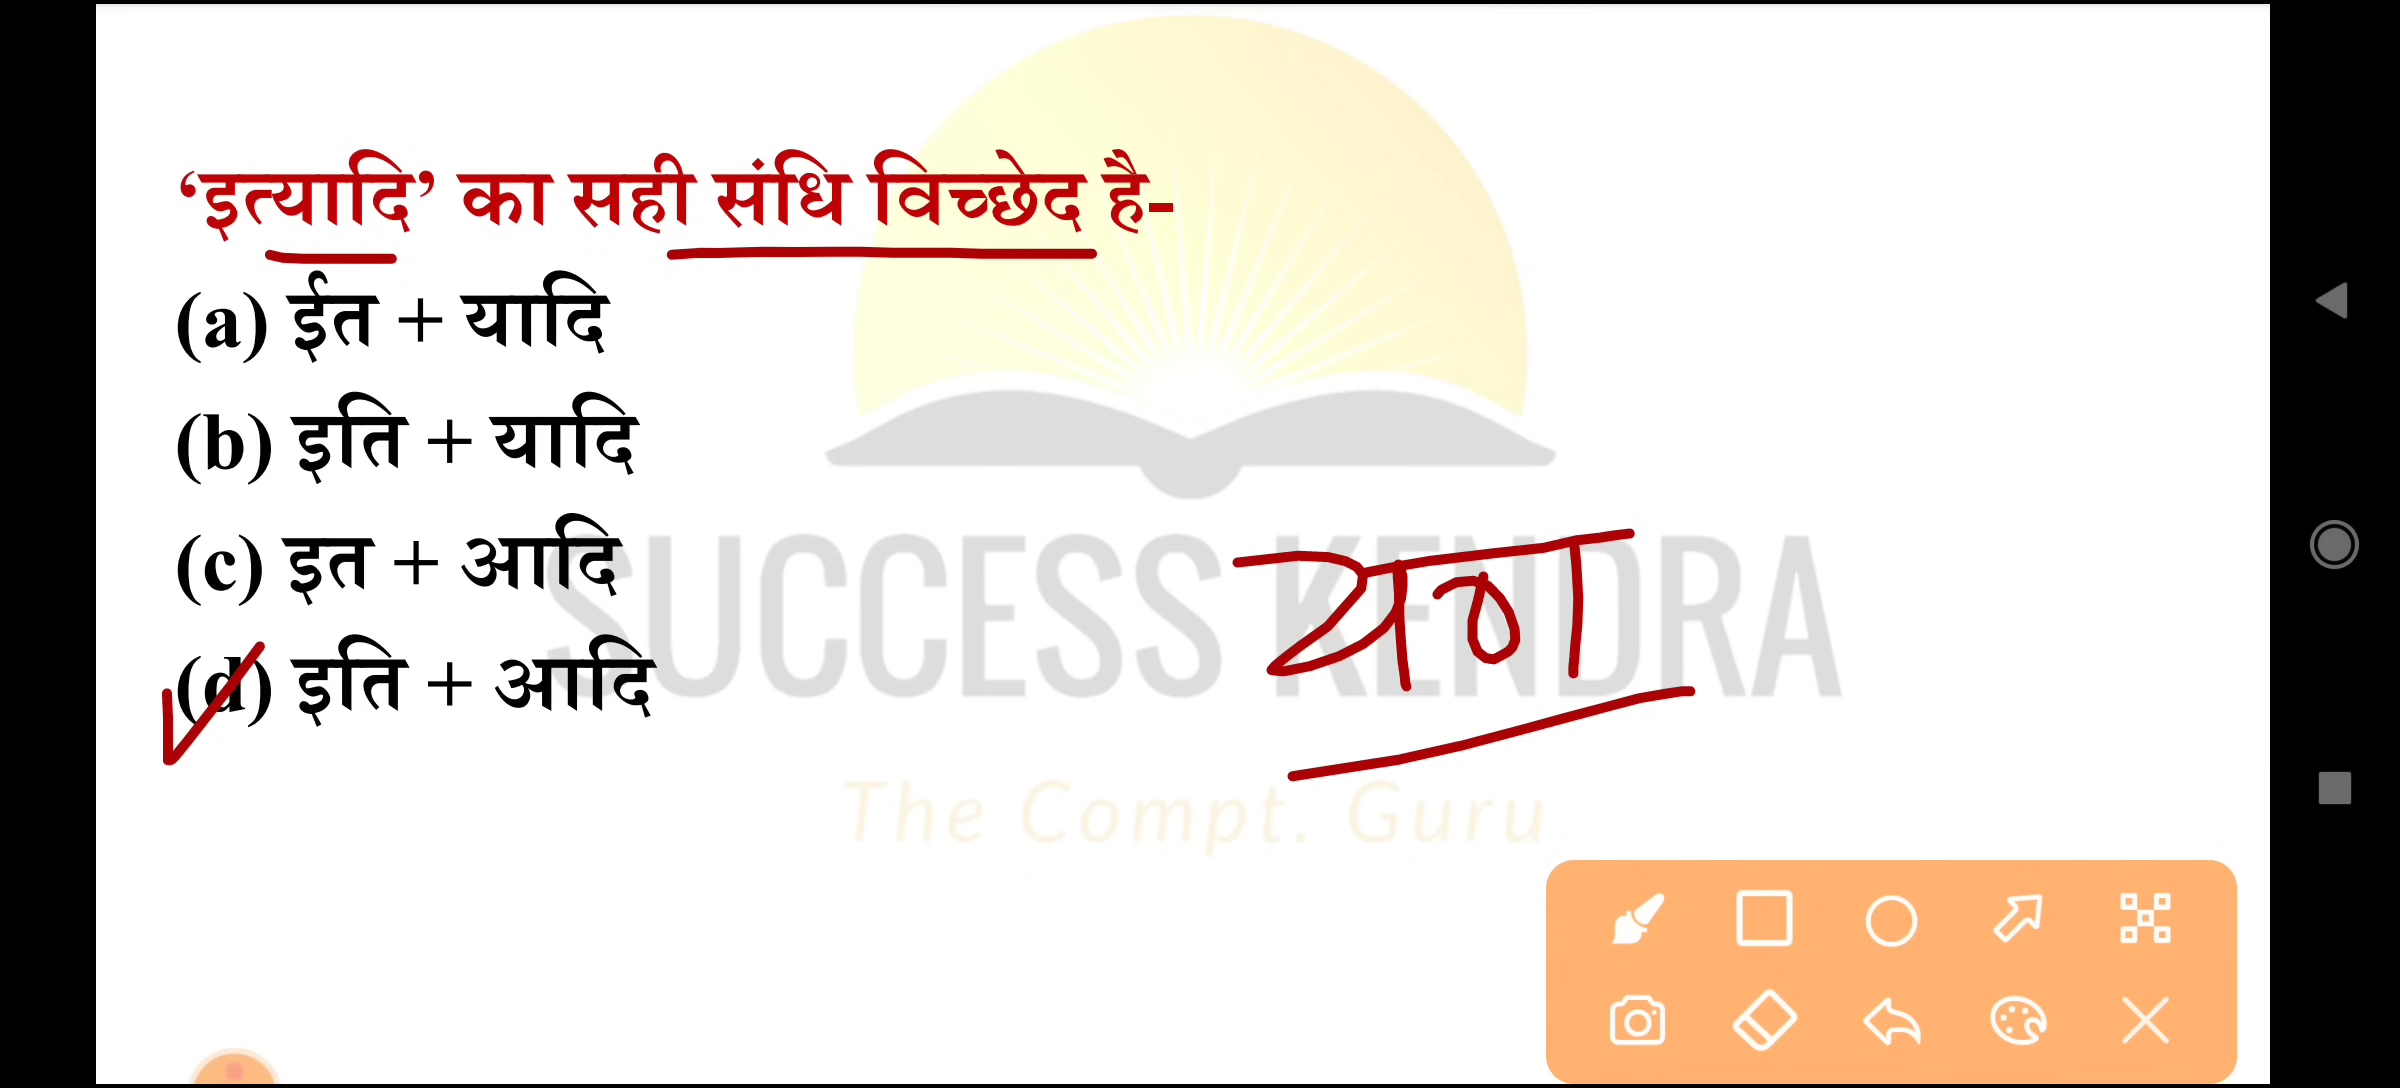 ‘इत्यादि’ का सही संधि विच्छेद है-
(a) ईत + यादि
(b) इति + यादि
(c) इत + आदि
(d) इति + आदि
SUCCESS KENDRA
यण
The Compt. Guru